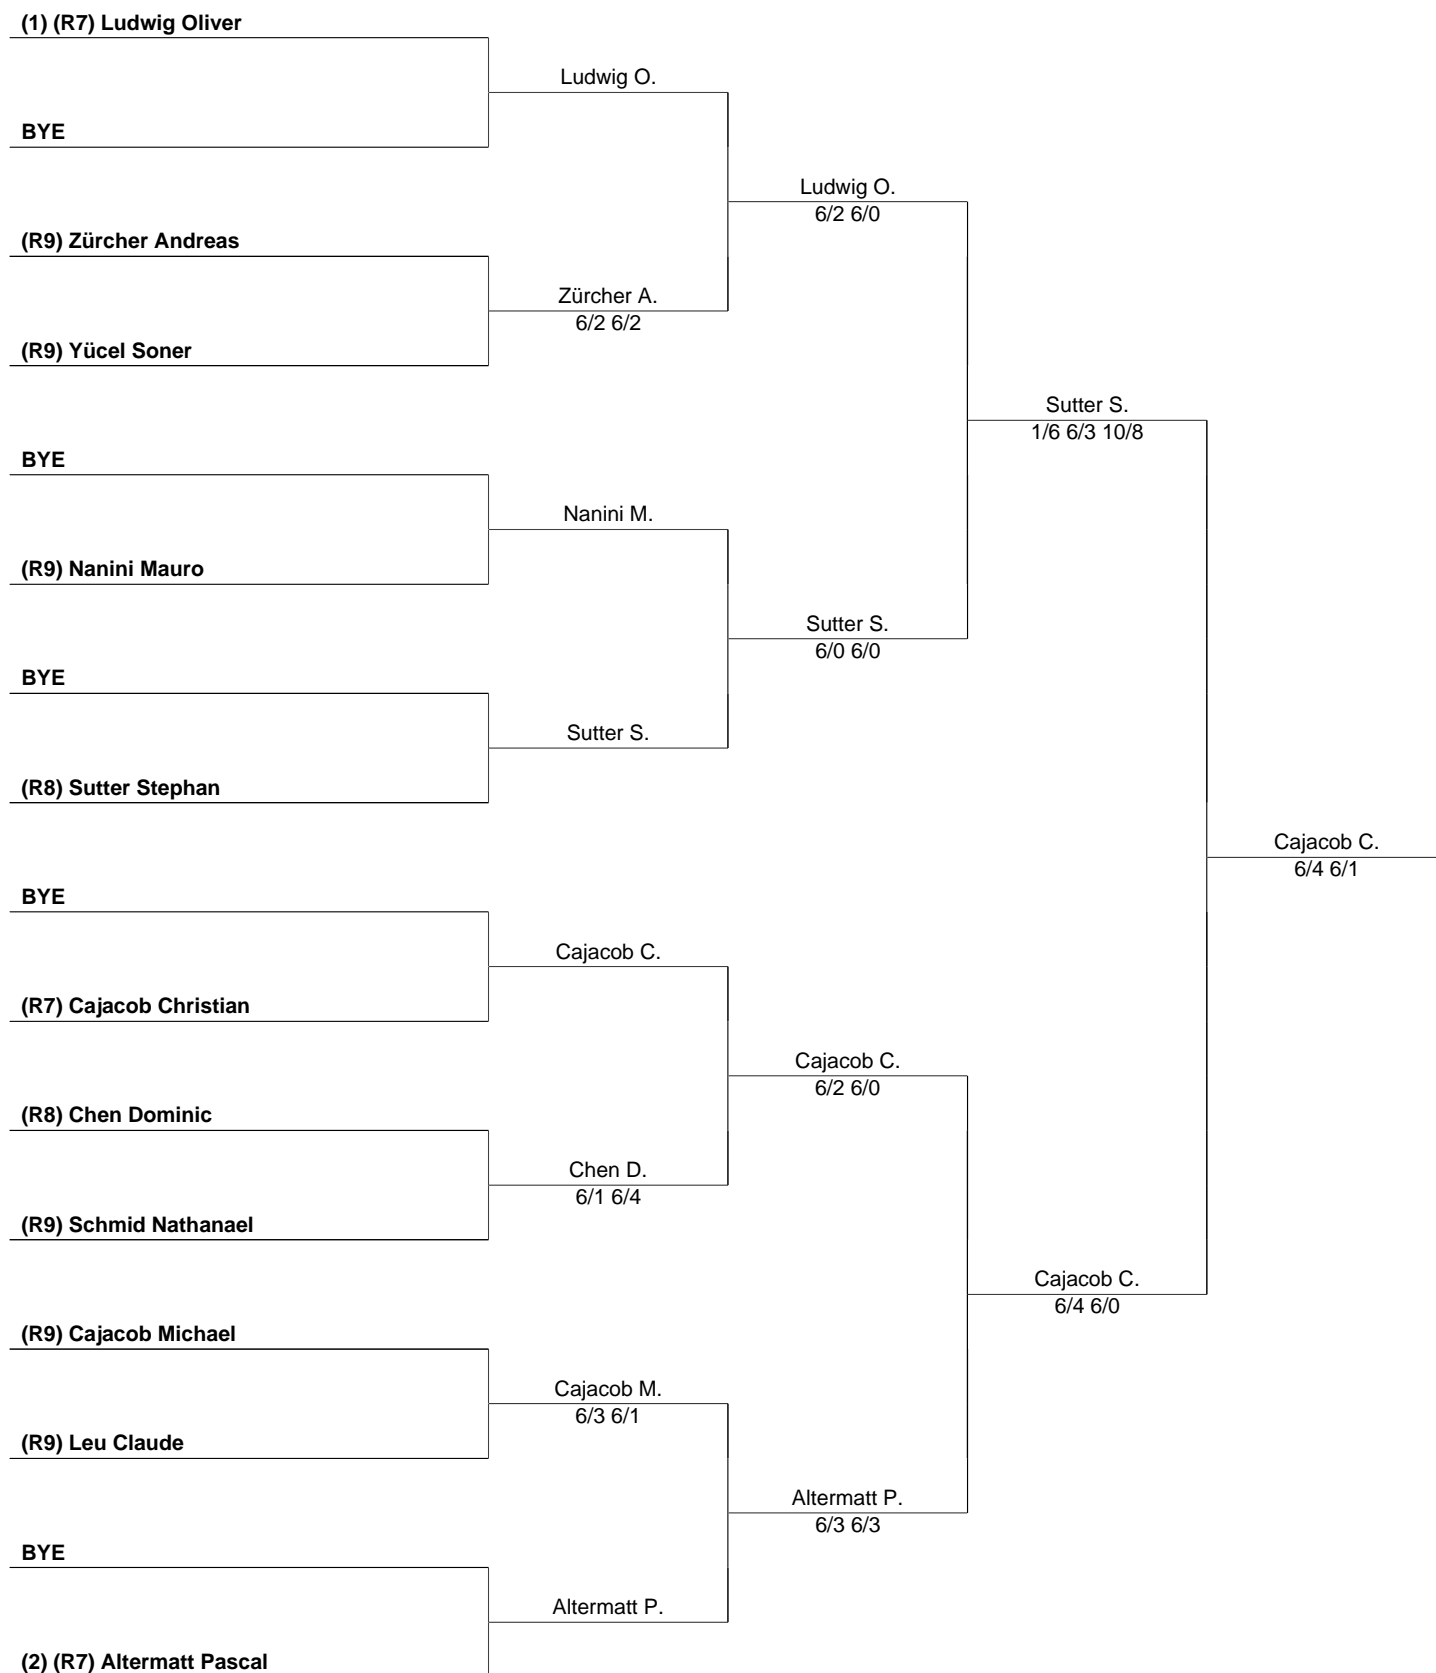 (1) (R7) Ludwig Oliver
Ludwig O.
BYE
Ludwig O.
6/2 6/0
(R9) Zürcher Andreas
Zürcher A.
6/2 6/2
(R9) Yücel Soner
Sutter S.
1/6 6/3 10/8
BYE
Nanini M.
(R9) Nanini Mauro
Sutter S.
6/0 6/0
BYE
Sutter S.
(R8) Sutter Stephan
Cajacob C.
6/4 6/1
BYE
Cajacob C.
(R7) Cajacob Christian
Cajacob C.
6/2 6/0
(R8) Chen Dominic
Chen D.
6/1 6/4
(R9) Schmid Nathanael
Cajacob C.
6/4 6/0
(R9) Cajacob Michael
Cajacob M.
6/3 6/1
(R9) Leu Claude
Altermatt P.
6/3 6/3
BYE
Altermatt P.
(2) (R7) Altermatt Pascal